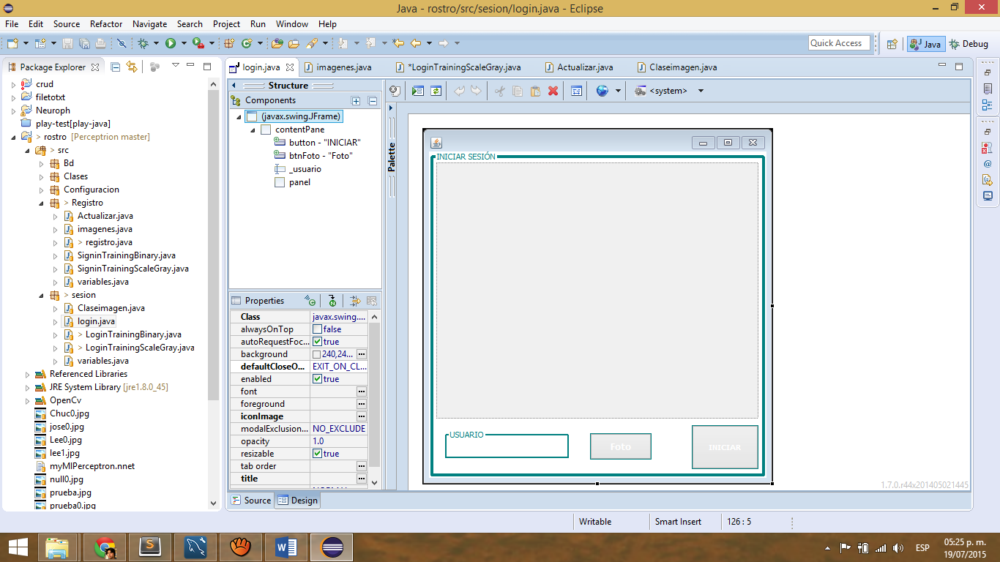 Java - rostro/src/sesion/login.java - Eclipse
File Edit Source Refactor Navigate Search Project Run Window Help
Quick Access
Java
Debug
Package Explorer
crud
filetotxt
Neuroph
play-test[play-java]
> rostro [Perceptrion master]
> src
Bd
Clases
Configuracion
> Registro
Actualizar.java
imagenes.java
> registro.java
SigninTrainingBinary.java
SigninTrainingScaleGray.java
variables.java
> sesion
Claseimagen.java
login.java
> LoginTrainingBinary.java
> LoginTrainingScaleGray.java
variables.java
Referenced Libraries
JRE System Library [jre1.8.0_45]
OpenCv
Chuc0.jpg
jose0.jpg
Lee0.jpg
lee1.jpg
myMlPerceptron.nnet
null0.jpg
prueba.jpg
prueba0.jpg
login.java
imagenes.java
*LoginTrainingScaleGray.java
Actualizar.java
Claseimagen.java
Structure
Components
(javax.swing.JFrame)
contentPane
button - "INICIAR"
btnFoto - "Foto"
_usuario
panel
Properties
Class javax.swing....
alwaysOnTop false
autoRequestFoc... true
background 240,24...
defaultCloseO... EXIT_ON_CL...
enabled true
font
foreground
iconImage
modalExclusion... NO_EXCLUDE
opacity 1.0
resizable true
tab order
title
Palette
<system>
INICIAR SESIÓN
USUARIO
Foto
INICIAR
1.7.0.r44x201405021445
Source
Design
Writable
Smart Insert
126 : 5
ESP
05:25 p. m.
19/07/2015